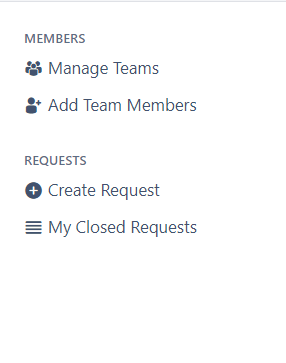 MEMBERS
Manage Teams
Add Team Members
REQUESTS
Create Request
My Closed Requests